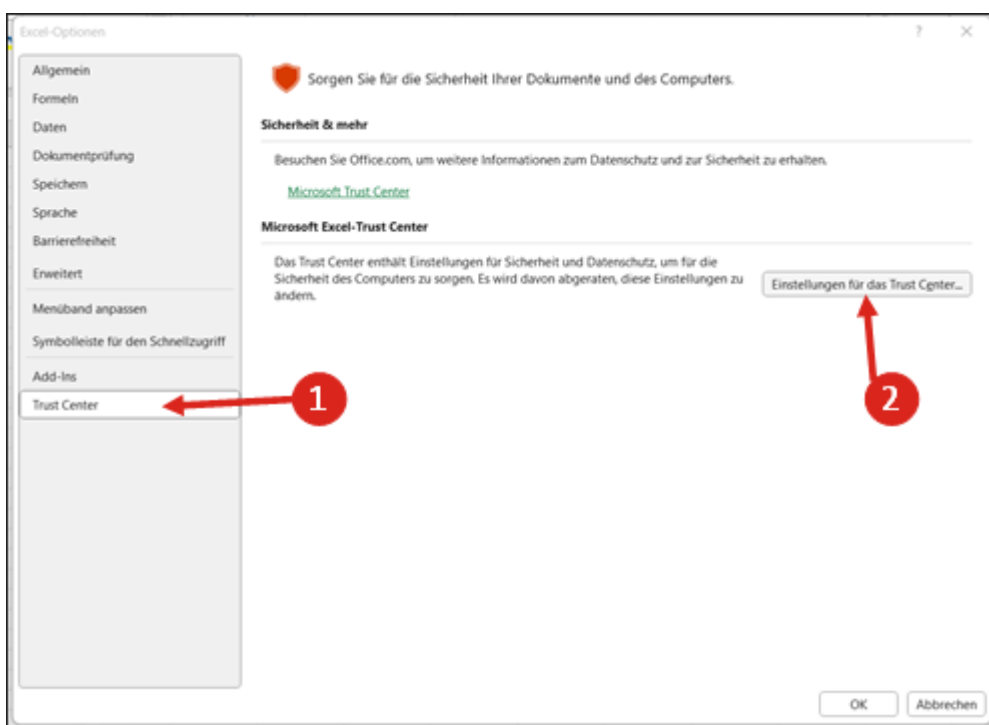 Excel-Optionen
?
Allgemein
Formeln
Daten
Dokumentprüfung
Speichern
Sprache
Barrierefreiheit
Erweitert
Menüband anpassen
Symbolleiste für den Schnellzugriff
Add-Ins
Trust Center
Sorgen Sie für die Sicherheit Ihrer Dokumente und des Computers.
Sicherheit & mehr
Besuchen Sie Office.com, um weitere Informationen zum Datenschutz und zur Sicherheit zu erhalten.
Microsoft Trust Center
Microsoft Excel-Trust Center
Das Trust Center enthält Einstellungen für Sicherheit und Datenschutz, um für die
Sicherheit des Computers zu sorgen. Es wird davon abgeraten, diese Einstellungen zu
ändern.
Einstellungen für das Trust Center...
1
2
OK
Abbrechen